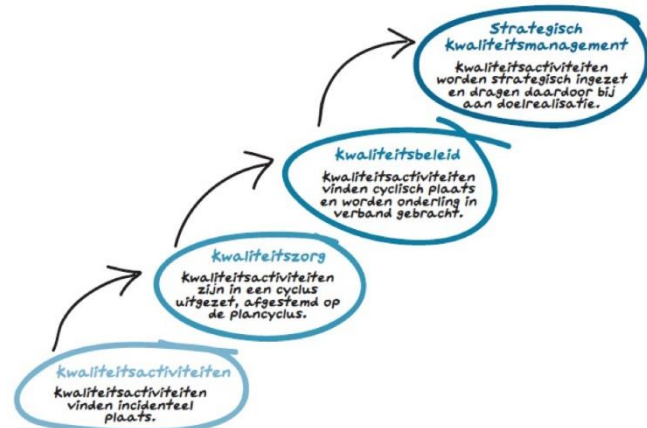 Strategisch
kwaliteitsmanagement
kwaliteitsactiviteiten
worden strategisch ingezet
en dragen daardoor bij
aan doelrealisatie.
kwaliteitsbeleid
kwaliteitsactiviteiten
vinden cyclisch plaats
en worden onderling in
verband gebracht.
kwaliteitszorg
kwaliteitsactiviteiten
zijn in een cyclus
uitgezet, afgestemd op
de plancyclus.
kwaliteitsactiviteiten
kwaliteitsactiviteiten
vinden incidenteel
plaats.